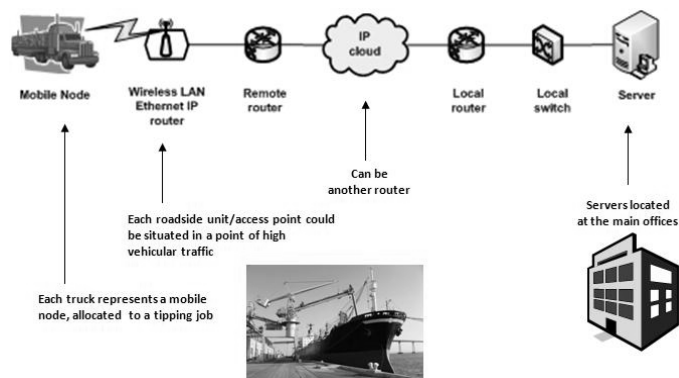 IP
cloud
Mobile Node
Wireless LAN
Ethernet IP
router
Remote
router
Local
router
Local
switch
Server
Can be
another router
Servers located
at the main offices
Each roadside unit/access point could
be situated in a point of high
vehicular traffic
Each truck represents a mobile
node, allocated to a tipping job